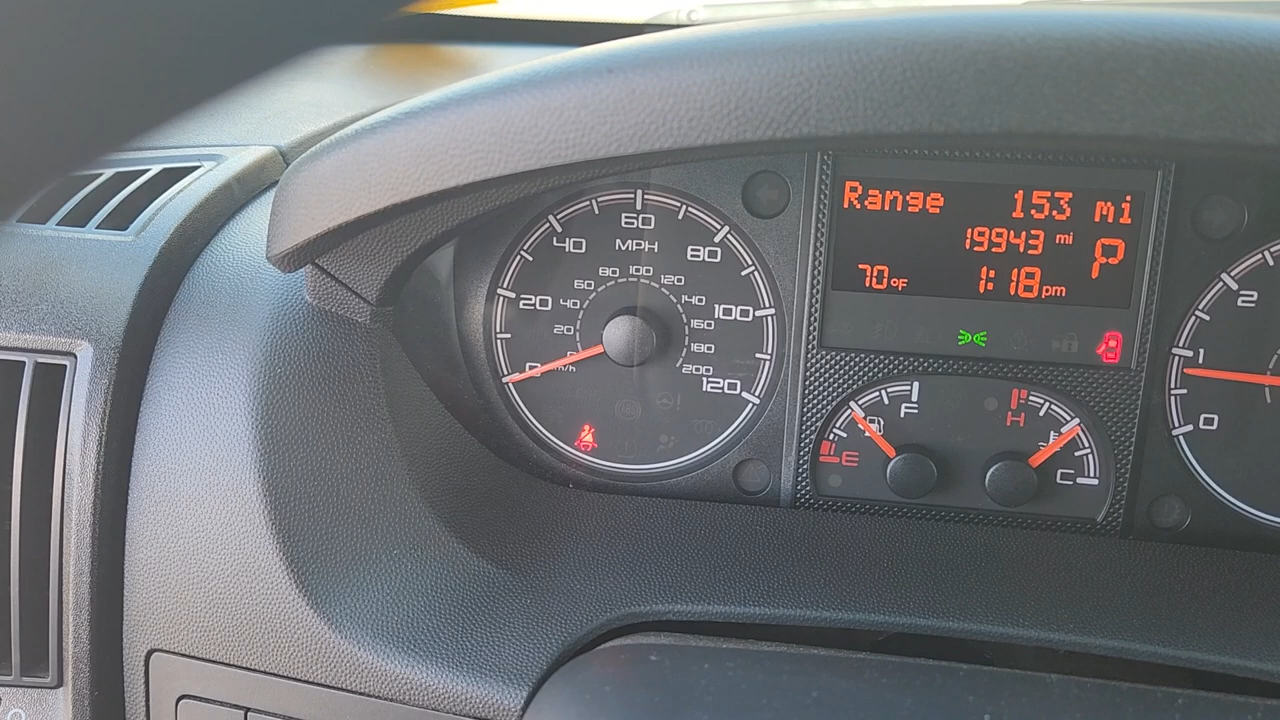 Range 153 mi
19943 mi
P
70°F 1:18 pm
0 20 40 60 80 100 120
MPH
0 20 40 60 80 100 120 140 160 180 200
km/h
E F
H C
0 1 2